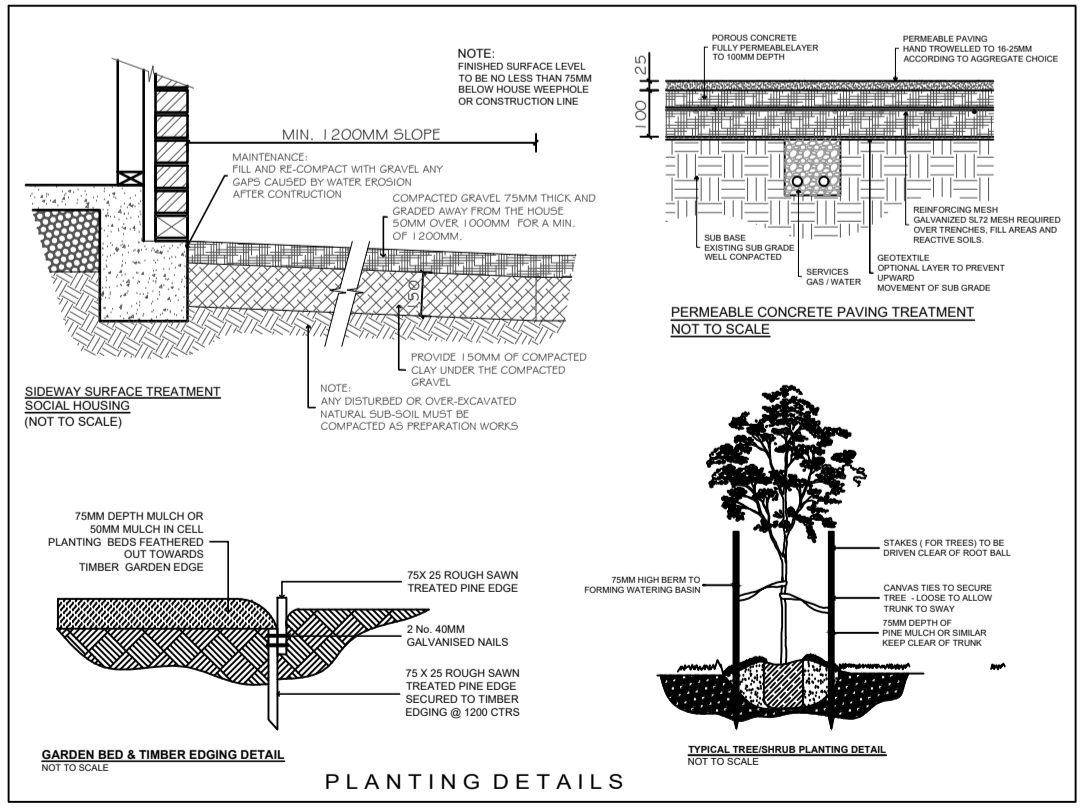 NOTE:
FINISHED SURFACE LEVEL
TO BE NO LESS THAN 75MM
BELOW HOUSE WEEPHOLE
OR CONSTRUCTION LINE
MIN. 1200MM SLOPE
MAINTENANCE:
FILL AND RE-COMPACT WITH GRAVEL ANY
GAPS CAUSED BY WATER EROSION
AFTER CONTRUCTION
COMPACTED GRAVEL 75MM THICK AND
GRADED AWAY FROM THE HOUSE
50MM OVER 1000MM FOR A MIN.
OF 1200MM.
50
PROVIDE 150MM OF COMPACTED
CLAY UNDER THE COMPACTED
GRAVEL
NOTE:
ANY DISTURBED OR OVER-EXCAVATED
NATURAL SUB-SOIL MUST BE
COMPACTED AS PREPARATION WORKS
SIDEWAY SURFACE TREATMENT
SOCIAL HOUSING
(NOT TO SCALE)
POROUS CONCRETE
FULLY PERMEABLELAYER
TO 100MM DEPTH
PERMEABLE PAVING
HAND TROWELLED TO 16-25MM
ACCORDING TO AGGREGATE CHOICE
25
100
SUB BASE
EXISTING SUB GRADE
WELL CONPACTED
SERVICES
GAS / WATER
REINFORCING MESH
GALVANIZED SL72 MESH REQUIRED
OVER TRENCHES, FILL AREAS AND
REACTIVE SOILS.
GEOTEXTILE
OPTIONAL LAYER TO PREVENT
UPWARD
MOVEMENT OF SUB GRADE
PERMEABLE CONCRETE PAVING TREATMENT
NOT TO SCALE
75MM DEPTH MULCH OR
50MM MULCH IN CELL
PLANTING BEDS FEATHERED
OUT TOWARDS
TIMBER GARDEN EDGE
75X 25 ROUGH SAWN
TREATED PINE EDGE
2 No. 40MM
GALVANISED NAILS
75 X 25 ROUGH SAWN
TREATED PINE EDGE
SECURED TO TIMBER
EDGING @ 1200 CTRS
GARDEN BED & TIMBER EDGING DETAIL
NOT TO SCALE
75MM HIGH BERM TO
FORMING WATERING BASIN
STAKES ( FOR TREES) TO BE
DRIVEN CLEAR OF ROOT BALL
CANVAS TIES TO SECURE
TREE - LOOSE TO ALLOW
TRUNK TO SWAY
75MM DEPTH OF
PINE MULCH OR SIMILAR
KEEP CLEAR OF TRUNK
TYPICAL TREE/SHRUB PLANTING DETAIL
NOT TO SCALE
PLANTING DETAILS